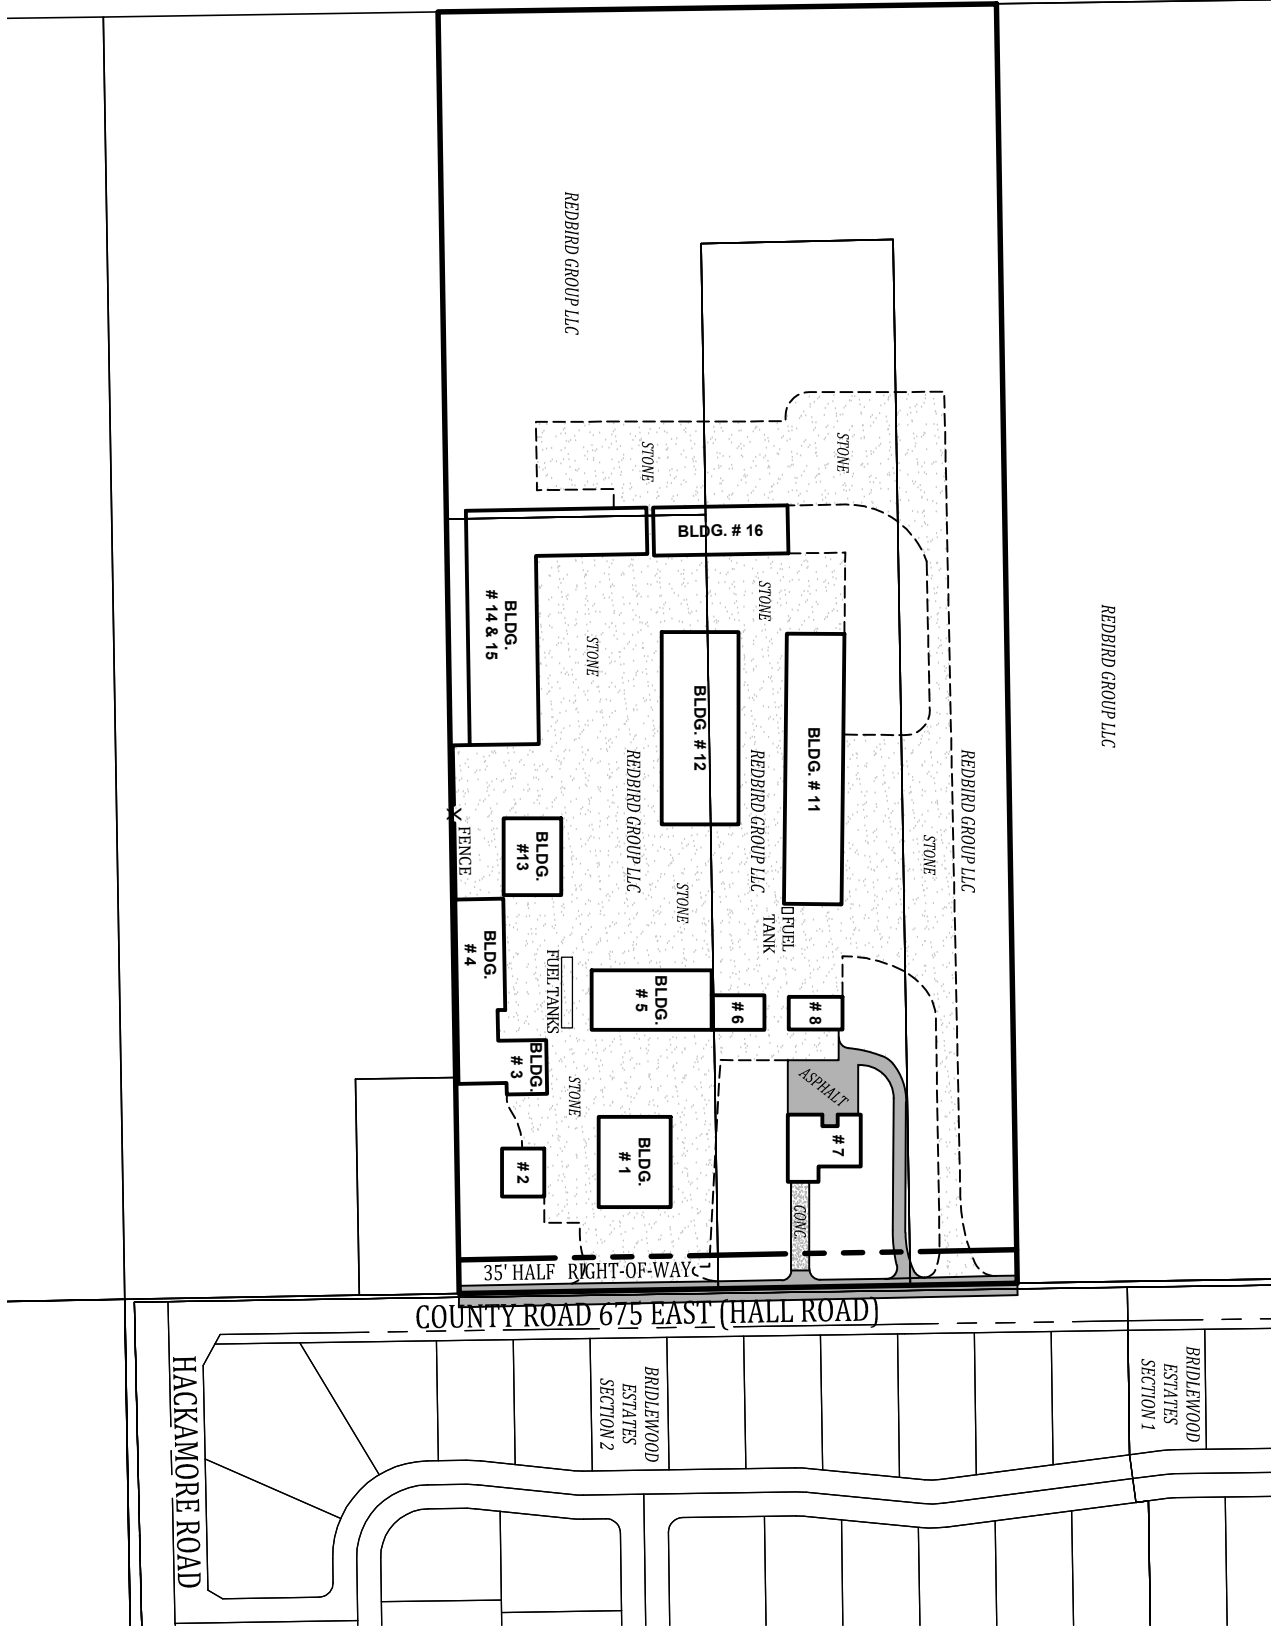 REDBIRD GROUP LLC
STONE
STONE
BLDG. # 16
STONE
BLDG.
# 14 & 15
STONE
REDBIRD GROUP LLC
BLDG. # 12
BLDG. # 11
REDBIRD GROUP LLC
REDBIRD GROUP LLC
REDBIRD GROUP LLC
FENCE
BLDG.
#13
STONE
STONE
FUEL
TANK
BLDG.
# 4
FUEL TANKS
BLDG.
# 5
# 6
# 8
BLDG.
# 3
STONE
ASPHALT
# 7
BLDG.
# 1
# 2
CONC.
35' HALF RIGHT-OF-WAY
COUNTY ROAD 675 EAST (HALL ROAD)
HACKAMORE ROAD
BRIDLEWOOD
ESTATES
SECTION 2
BRIDLEWOOD
ESTATES
SECTION 1